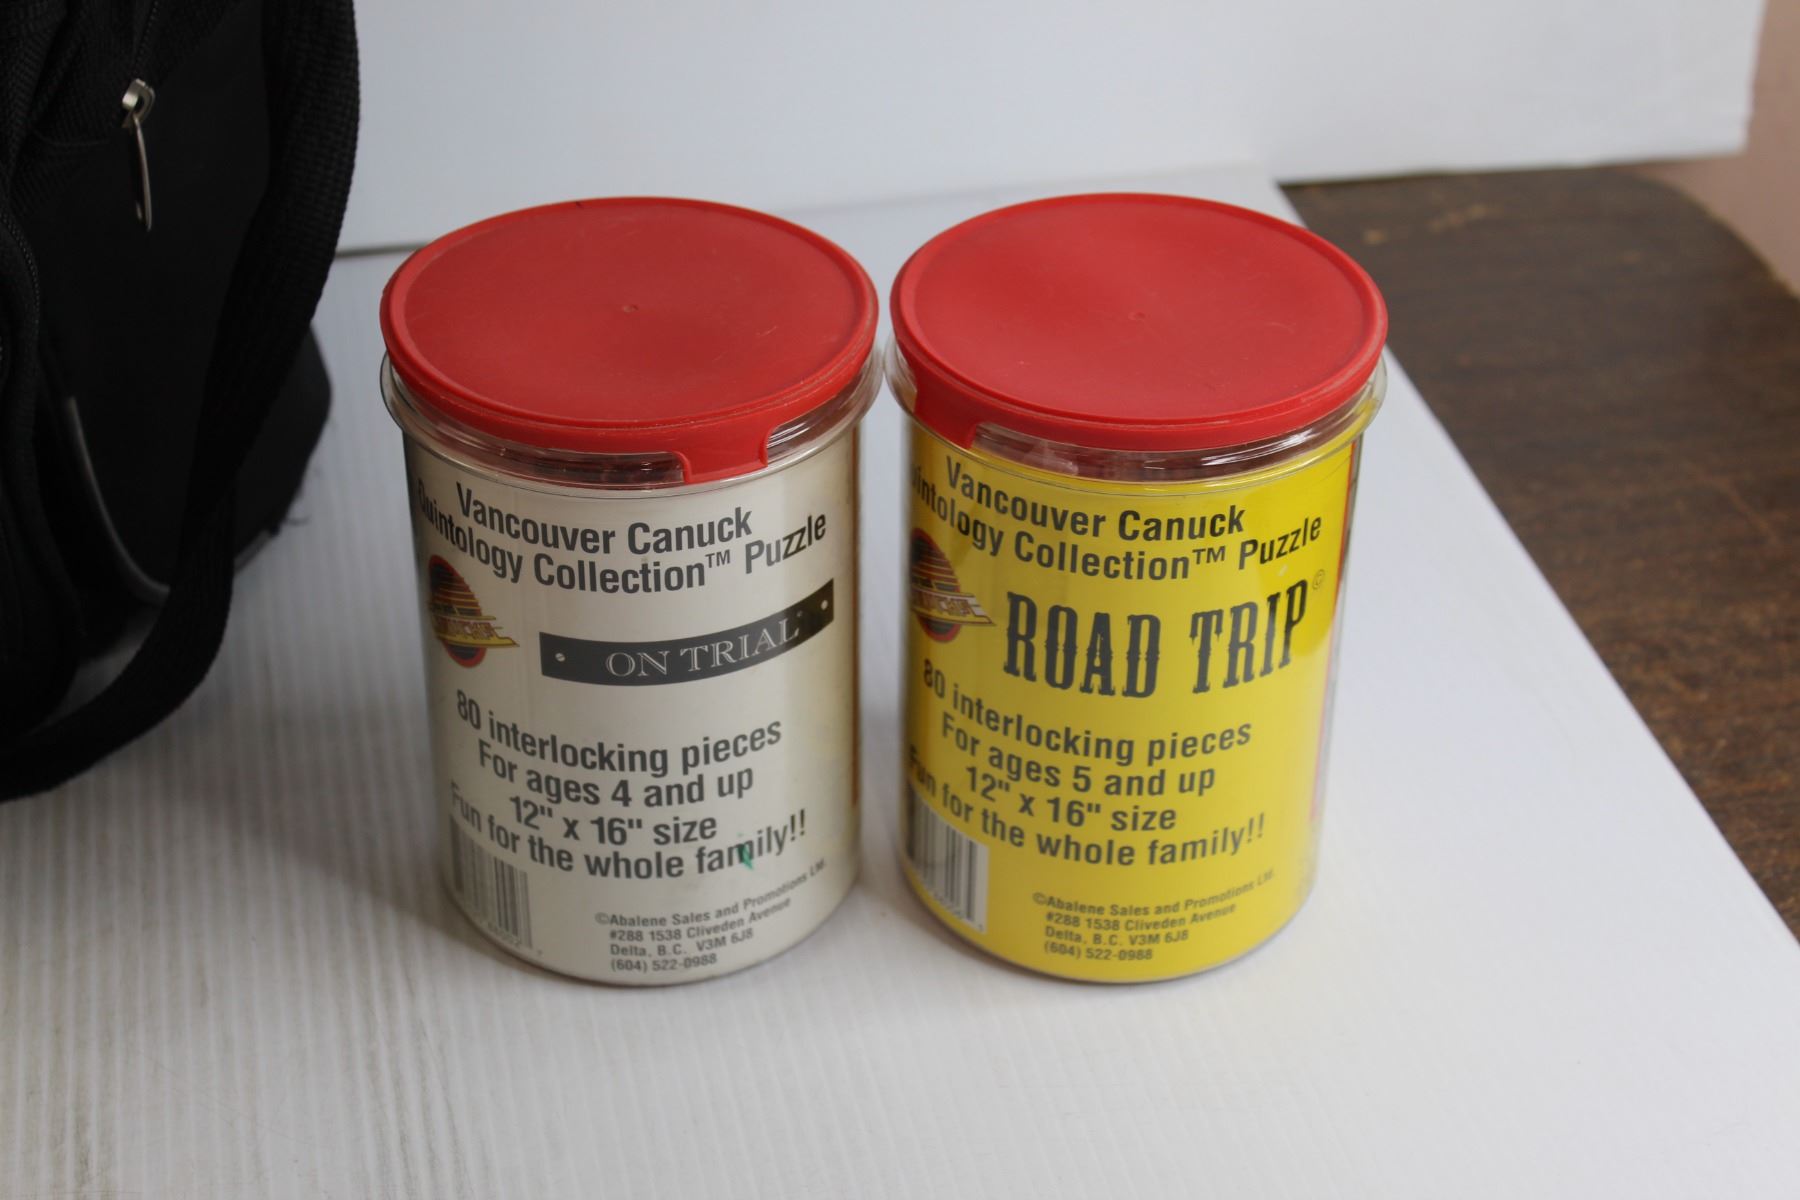 Vancouver Canuck
Quintology Collection™ Puzzle
ON TRIAL
80 interlocking pieces
For ages 4 and up
12" x 16" size
Fun for the whole family!!
©Abalene Sales and Promotions Ltd.
#288 1538 Cliveden Avenue
Delta, B.C. V3M 6J8
(604) 522-0988
Vancouver Canuck
Quintology Collection™ Puzzle
ROAD TRIP©
80 interlocking pieces
For ages 5 and up
12" x 16" size
Fun for the whole family!!
©Abalene Sales and Promotions Ltd.
#288 1538 Cliveden Avenue
Delta, B.C. V3M 6J8
(604) 522-0988